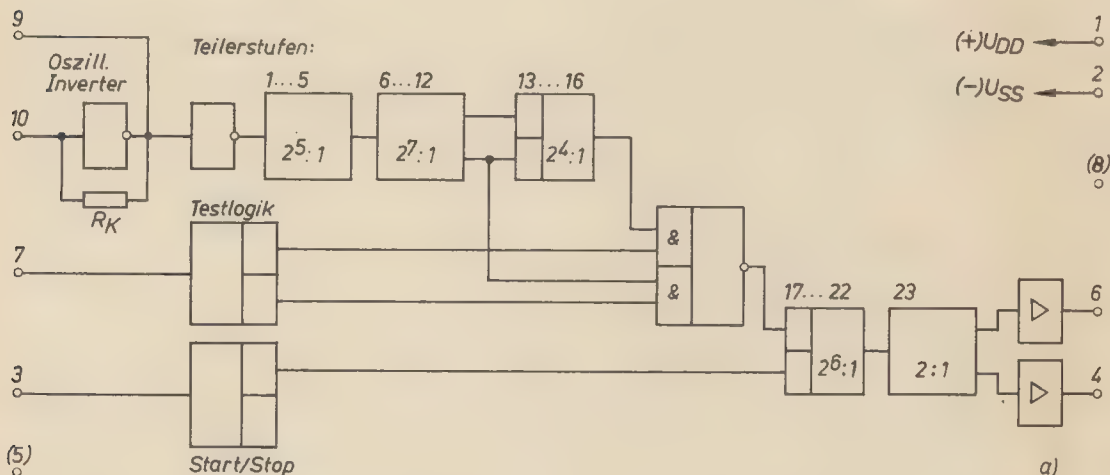 9
Oszill.
Inverter
Teilerstufen:
1...5
6...12
13...16
(+)UDD
1
(-)USS
2
10
2⁵:1
2⁷:1
2⁴:1
(8)
RK
Testlogik
&
7
&
17...22
23
6
3
2⁶:1
2:1
4
(5)
Start/Stop
a)